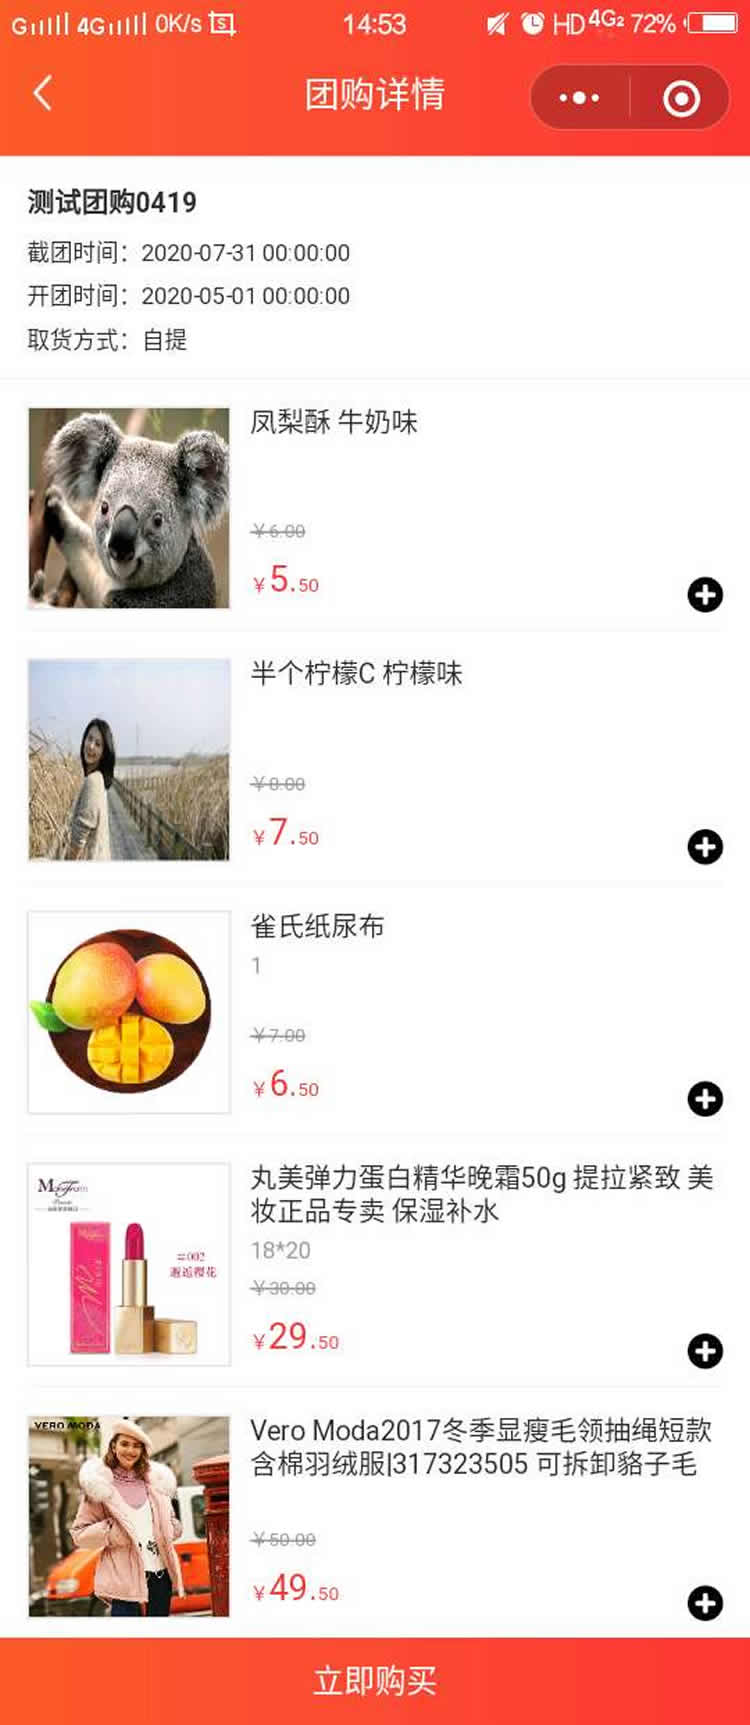 G 4G 0K/s 14:53 HD 4G2 72%
团购详情
测试团购0419
截团时间：2020-07-31 00:00:00
开团时间：2020-05-01 00:00:00
取货方式：自提
凤梨酥 牛奶味
￥6.00
￥5.50
半个柠檬C 柠檬味
￥8.00
￥7.50
雀氏纸尿布
1
￥7.00
￥6.50
丸美弹力蛋白精华晚霜50g 提拉紧致 美
妆正品专卖 保湿补水
18*20
￥30.00
￥29.50
#002
邂逅樱花
VERO MODA
Vero Moda2017冬季显瘦毛领抽绳短款
含棉羽绒服|317323505 可拆卸貉子毛
￥50.00
￥49.50
立即购买